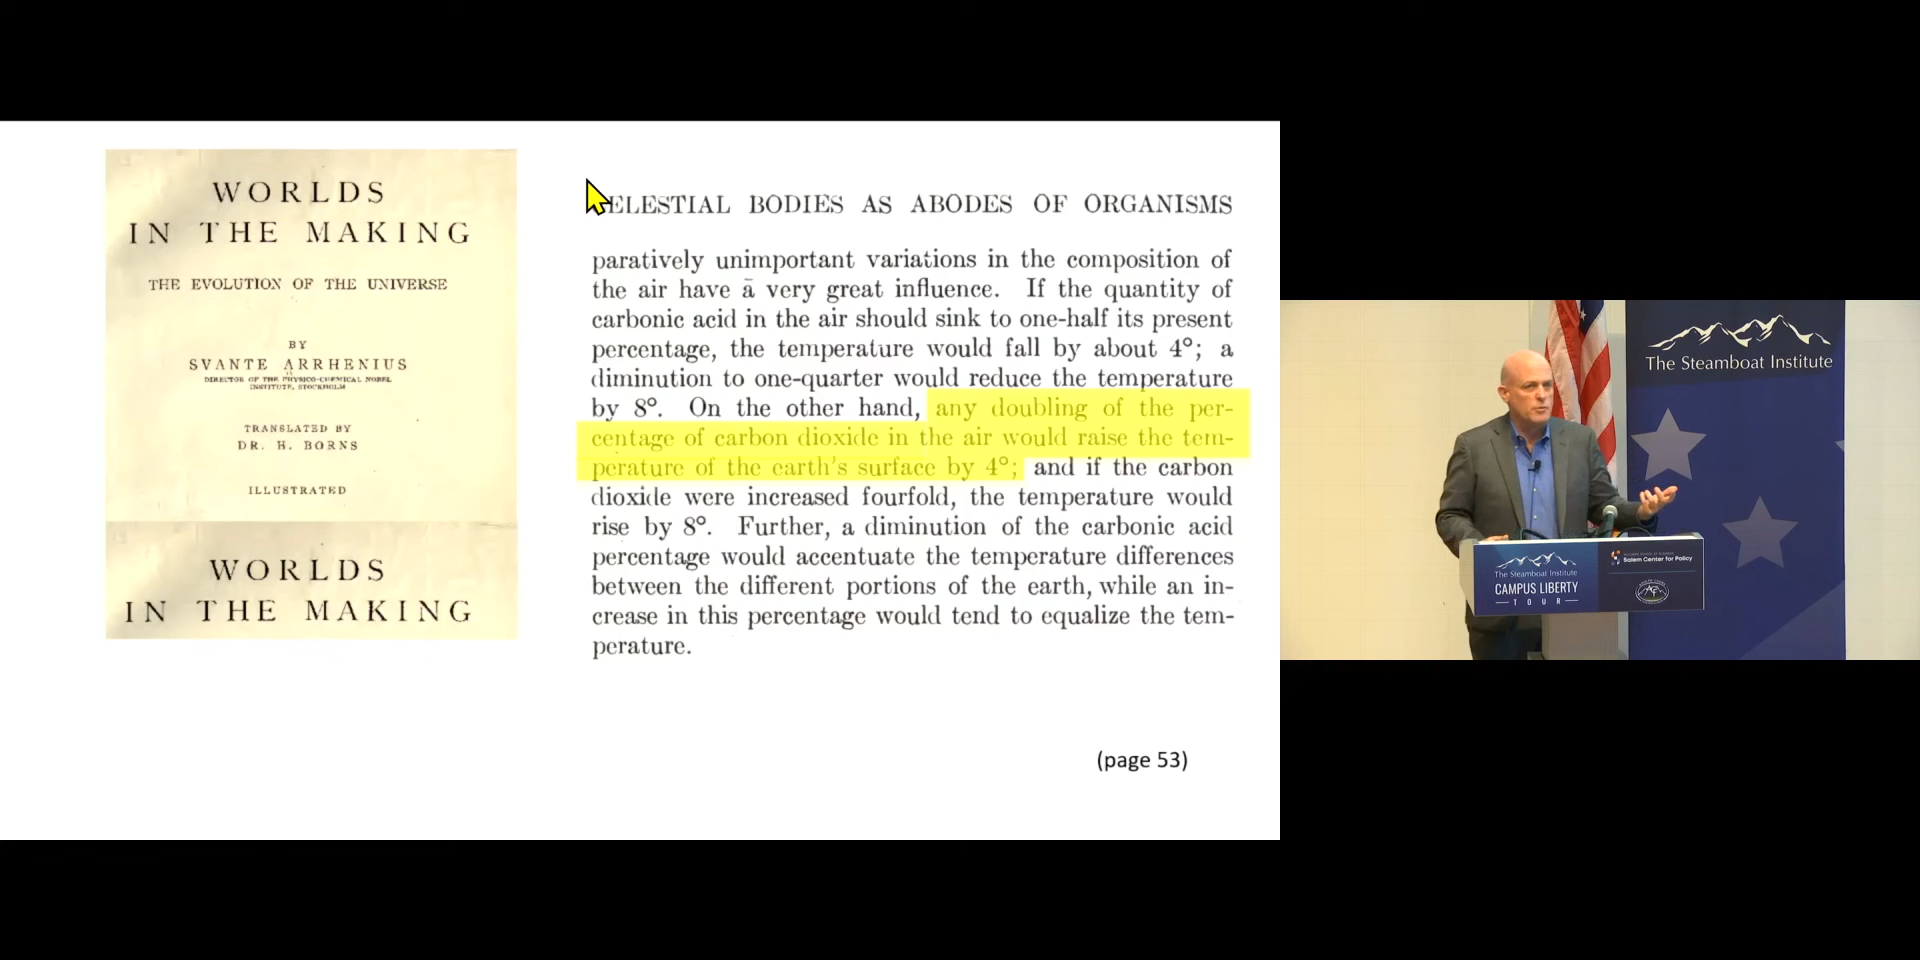 WORLDS
IN THE MAKING
THE EVOLUTION OF THE UNIVERSE
BY
SVANTE ARRHENIUS
DIRECTOR OF THE PHYSICO-CHEMICAL NOBEL
INSTITUTE, STOCKHOLM
TRANSLATED BY
DR. H. BORNS
ILLUSTRATED
WORLDS
IN THE MAKING
ELESTIAL BODIES AS ABODES OF ORGANISMS
paratively unimportant variations in the composition of
the air have a very great influence. If the quantity of
carbonic acid in the air should sink to one-half its present
percentage, the temperature would fall by about 4°; a
diminution to one-quarter would reduce the temperature
by 8°. On the other hand, any doubling of the per-
centage of carbon dioxide in the air would raise the tem-
perature of the earth's surface by 4°; and if the carbon
dioxide were increased fourfold, the temperature would
rise by 8°. Further, a diminution of the carbonic acid
percentage would accentuate the temperature differences
between the different portions of the earth, while an in-
crease in this percentage would tend to equalize the tem-
perature.
(page 53)
The Steamboat Institute
The Steamboat Institute
CAMPUS LIBERTY
TOUR
Salem Center for Policy